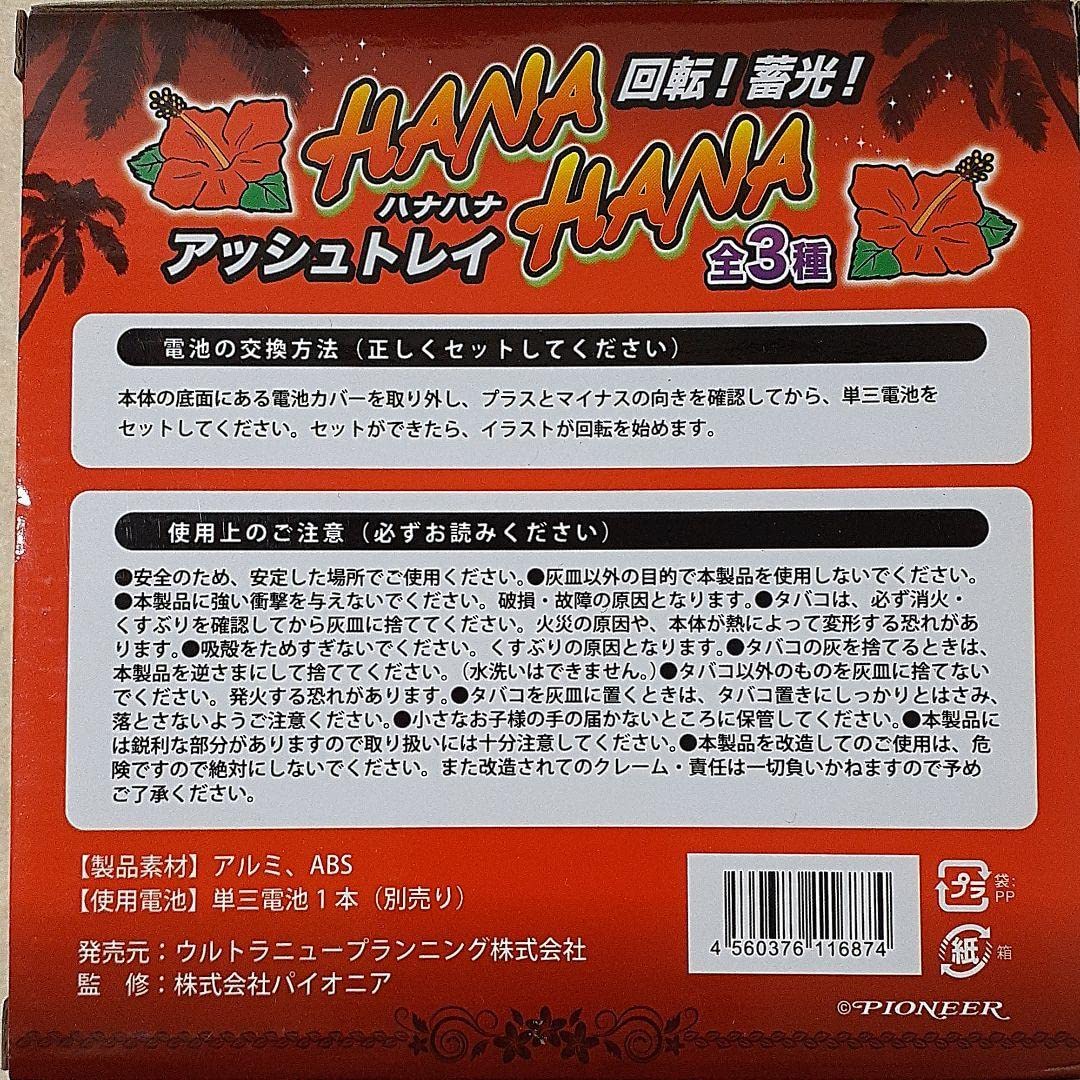 HANA
回転！蓄光！
HANA
ハナハナ
アッシュトレイ
全3種
電池の交換方法（正しくセットしてください）
本体の底面にある電池カバーを取り外し、プラスとマイナスの向きを確認してから、単三電池を
セットしてください。セットができたら、イラストが回転を始めます。
使用上のご注意（必ずお読みください）
●安全のため、安定した場所でご使用ください。●灰皿以外の目的で本製品を使用しないでください。
●本製品に強い衝撃を与えないでください。破損・故障の原因となります。●タバコは、必ず消火・
くすぶりを確認してから灰皿に捨ててください。火災の原因や、本体が熱によって変形する恐れがあ
ります。●吸殻をためすぎないでください。くすぶりの原因となります。●タバコの灰を捨てるときは、
本製品を逆さまにして捨ててください。（水洗いはできません。）●タバコ以外のものを灰皿に捨てない
でください。発火する恐れがあります。●タバコを灰皿に置くときは、タバコ置きにしっかりとはさみ、
落とさないようご注意ください。●小さなお子様の手の届かないところに保管してください。●本製品に
は鋭利な部分がありますので取り扱いには十分注意してください。●本製品を改造してのご使用は、危
険ですので絶対にしないでください。また改造されてのクレーム・責任は一切負いかねますので予め
ご了承ください。
【製品素材】アルミ、ABS
【使用電池】単三電池1本（別売り）
発売元：ウルトラニュープランニング株式会社
監　修：株式会社パイオニア
4 560376 116874
プラ
袋：
PP
紙
箱
©PIONEER